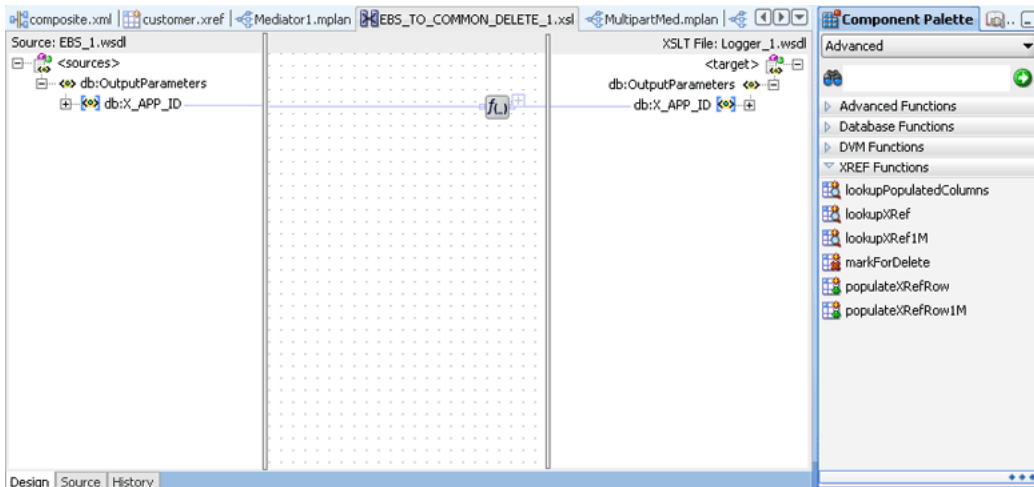 composite.xml customer.xref Mediator1.mplan EBS_TO_COMMON_DELETE_1.xsl MultipartMed.mplan
Component Palette
Source: EBS_1.wsdl
XSLT File: Logger_1.wsdl
Advanced
<sources>
<target>
db:OutputParameters
db:OutputParameters
db:X_APP_ID
f(_)
db:X_APP_ID
Advanced Functions
Database Functions
DVM Functions
XREF Functions
lookupPopulatedColumns
lookupXRef
lookupXRef1M
markForDelete
populateXRefRow
populateXRefRow1M
Design Source History